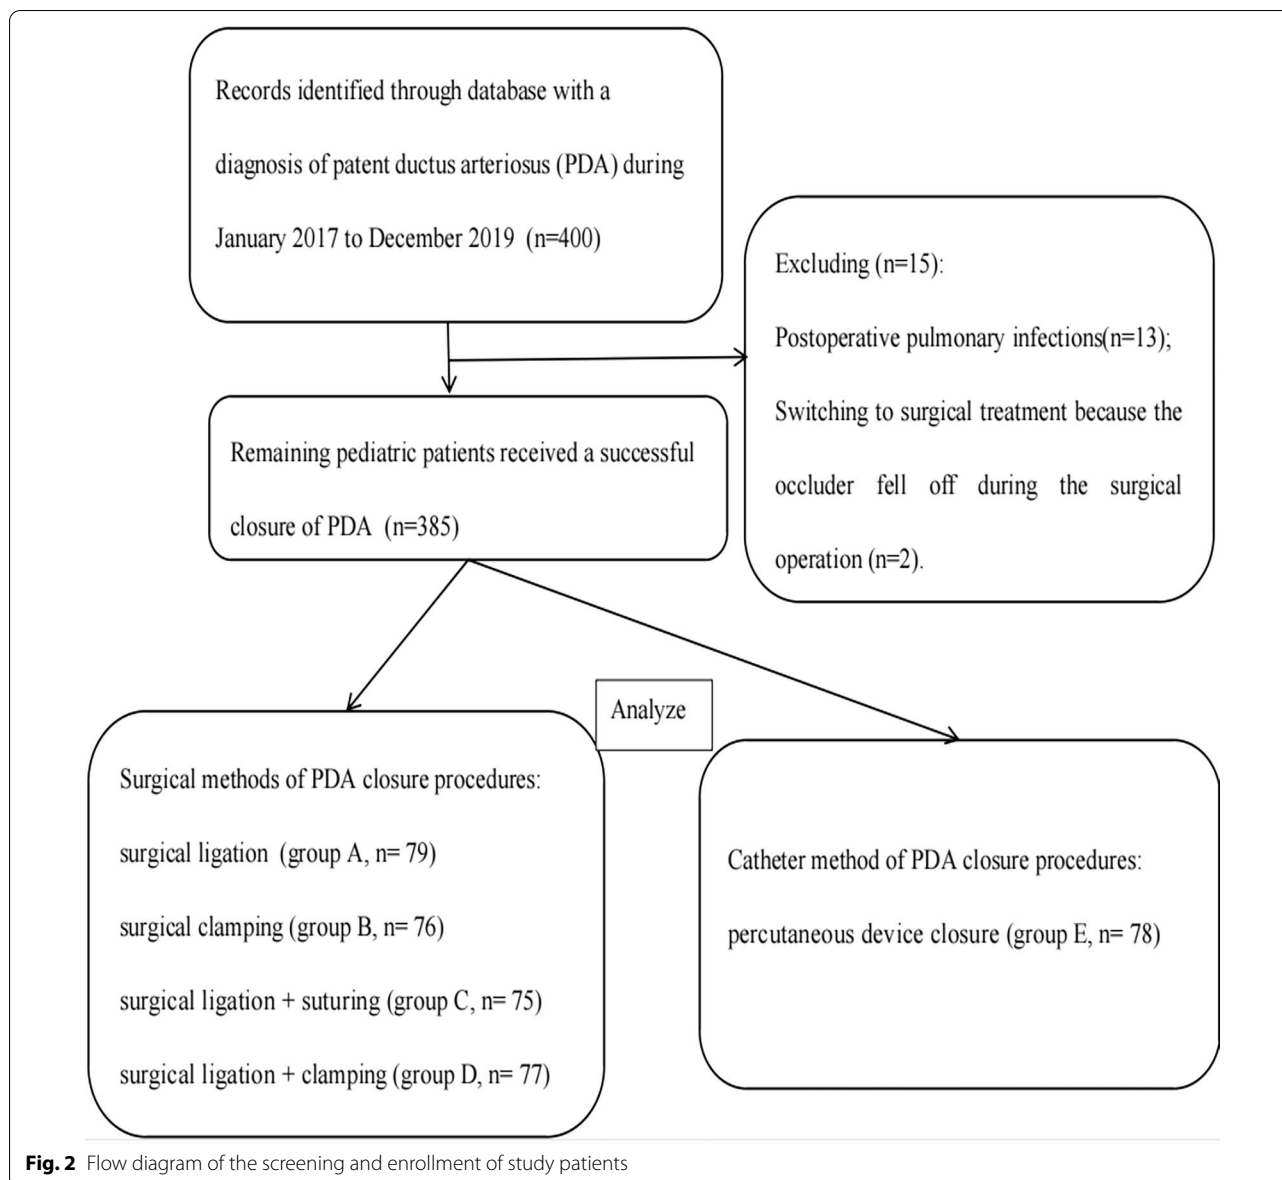 Records identified through database with a
diagnosis of patent ductus arteriosus (PDA) during
January 2017 to December 2019 (n=400)
Excluding (n=15):
Postoperative pulmonary infections(n=13);
Switching to surgical treatment because the
occluder fell off during the surgical
operation (n=2).
Remaining pediatric patients received a successful
closure of PDA (n=385)
Analyze
Surgical methods of PDA closure procedures:
surgical ligation (group A, n= 79)
surgical clamping (group B, n= 76)
surgical ligation + suturing (group C, n= 75)
surgical ligation + clamping (group D, n= 77)
Catheter method of PDA closure procedures:
percutaneous device closure (group E, n= 78)
Fig. 2 Flow diagram of the screening and enrollment of study patients